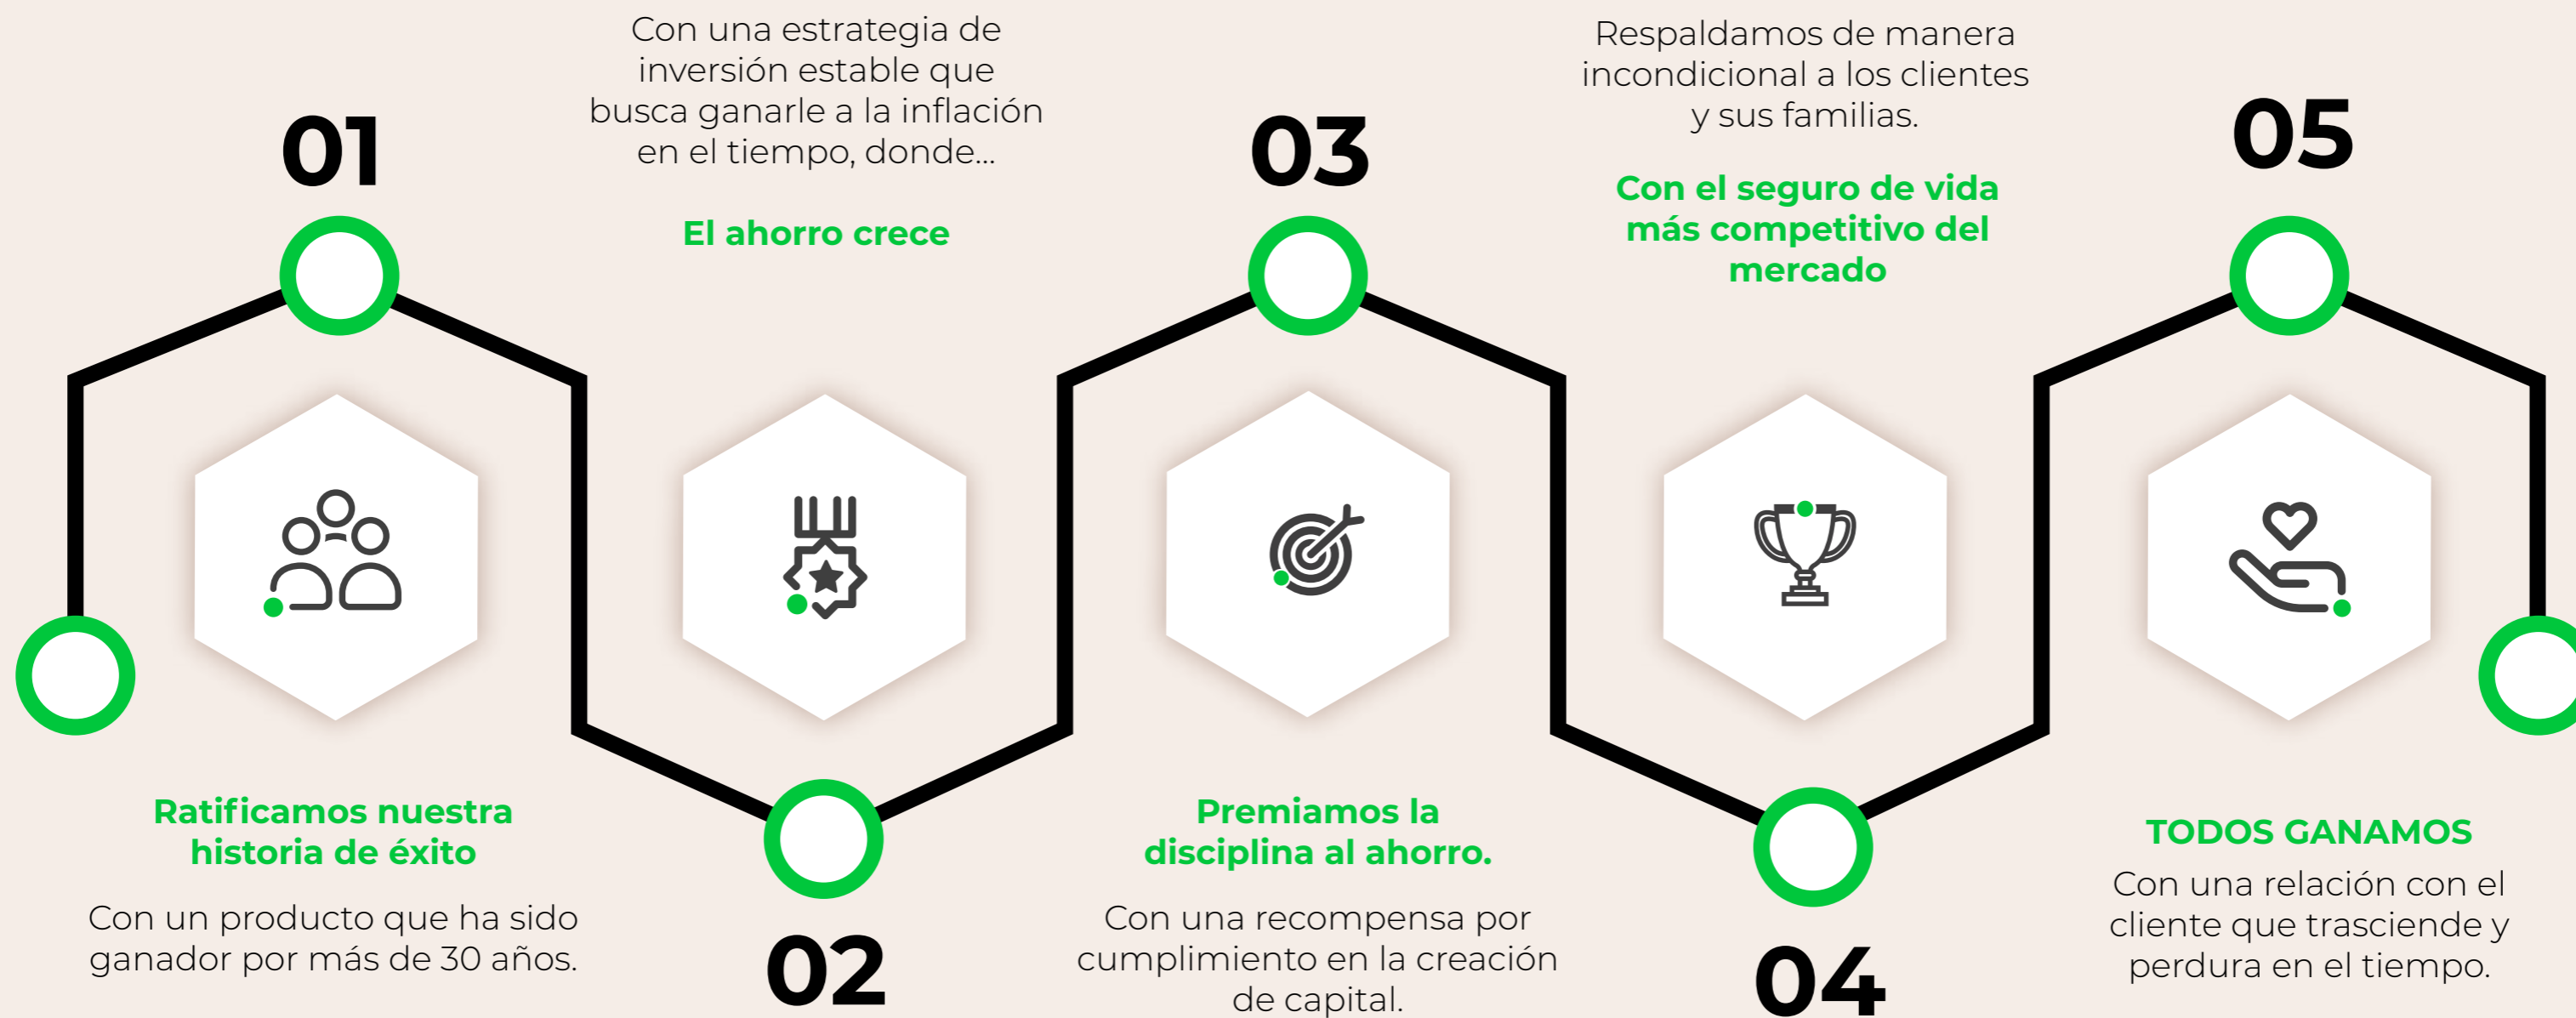 01
Ratificamos nuestra
historia de éxito
Con un producto que ha sido
ganador por más de 30 años.
Con una estrategia de
inversión estable que
busca ganarle a la inflación
en el tiempo, donde...
El ahorro crece
02
03
Premiamos la
disciplina al ahorro.
Con una recompensa por
cumplimiento en la creación
de capital.
Respaldamos de manera
incondicional a los clientes
y sus familias.
Con el seguro de vida
más competitivo del
mercado
04
05
TODOS GANAMOS
Con una relación con el
cliente que trasciende y
perdura en el tiempo.